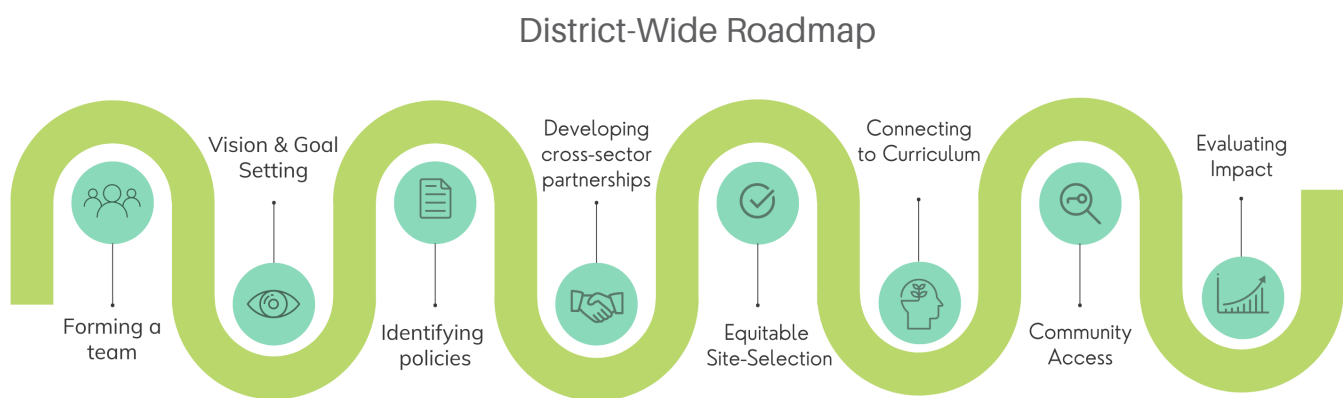 District-Wide Roadmap
Forming a
team
Vision & Goal
Setting
Identifying
policies
Developing
cross-sector
partnerships
Equitable
Site-Selection
Connecting
to Curriculum
Community
Access
Evaluating
Impact